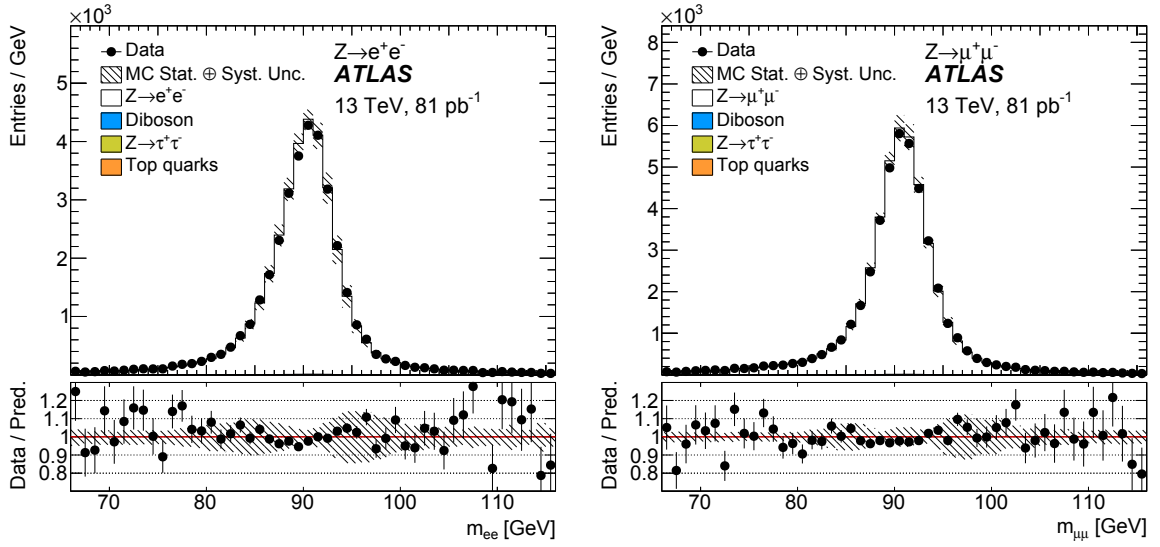 ×10³
Entries / GeV
5
4
3
2
1
Data
MC Stat. ⊕ Syst. Unc.
Z→e⁺e⁻
Diboson
Z→τ⁺τ⁻
Top quarks
Z→e⁺e⁻
ATLAS
13 TeV, 81 pb⁻¹
Data / Pred.
1.2
1.1
1
0.9
0.8
70 80 90 100 110
m_ee [GeV]
×10³
Entries / GeV
8
7
6
5
4
3
2
1
Data
MC Stat. ⊕ Syst. Unc.
Z→μ⁺μ⁻
Diboson
Z→τ⁺τ⁻
Top quarks
Z→μ⁺μ⁻
ATLAS
13 TeV, 81 pb⁻¹
Data / Pred.
1.2
1.1
1
0.9
0.8
70 80 90 100 110
m_μμ [GeV]